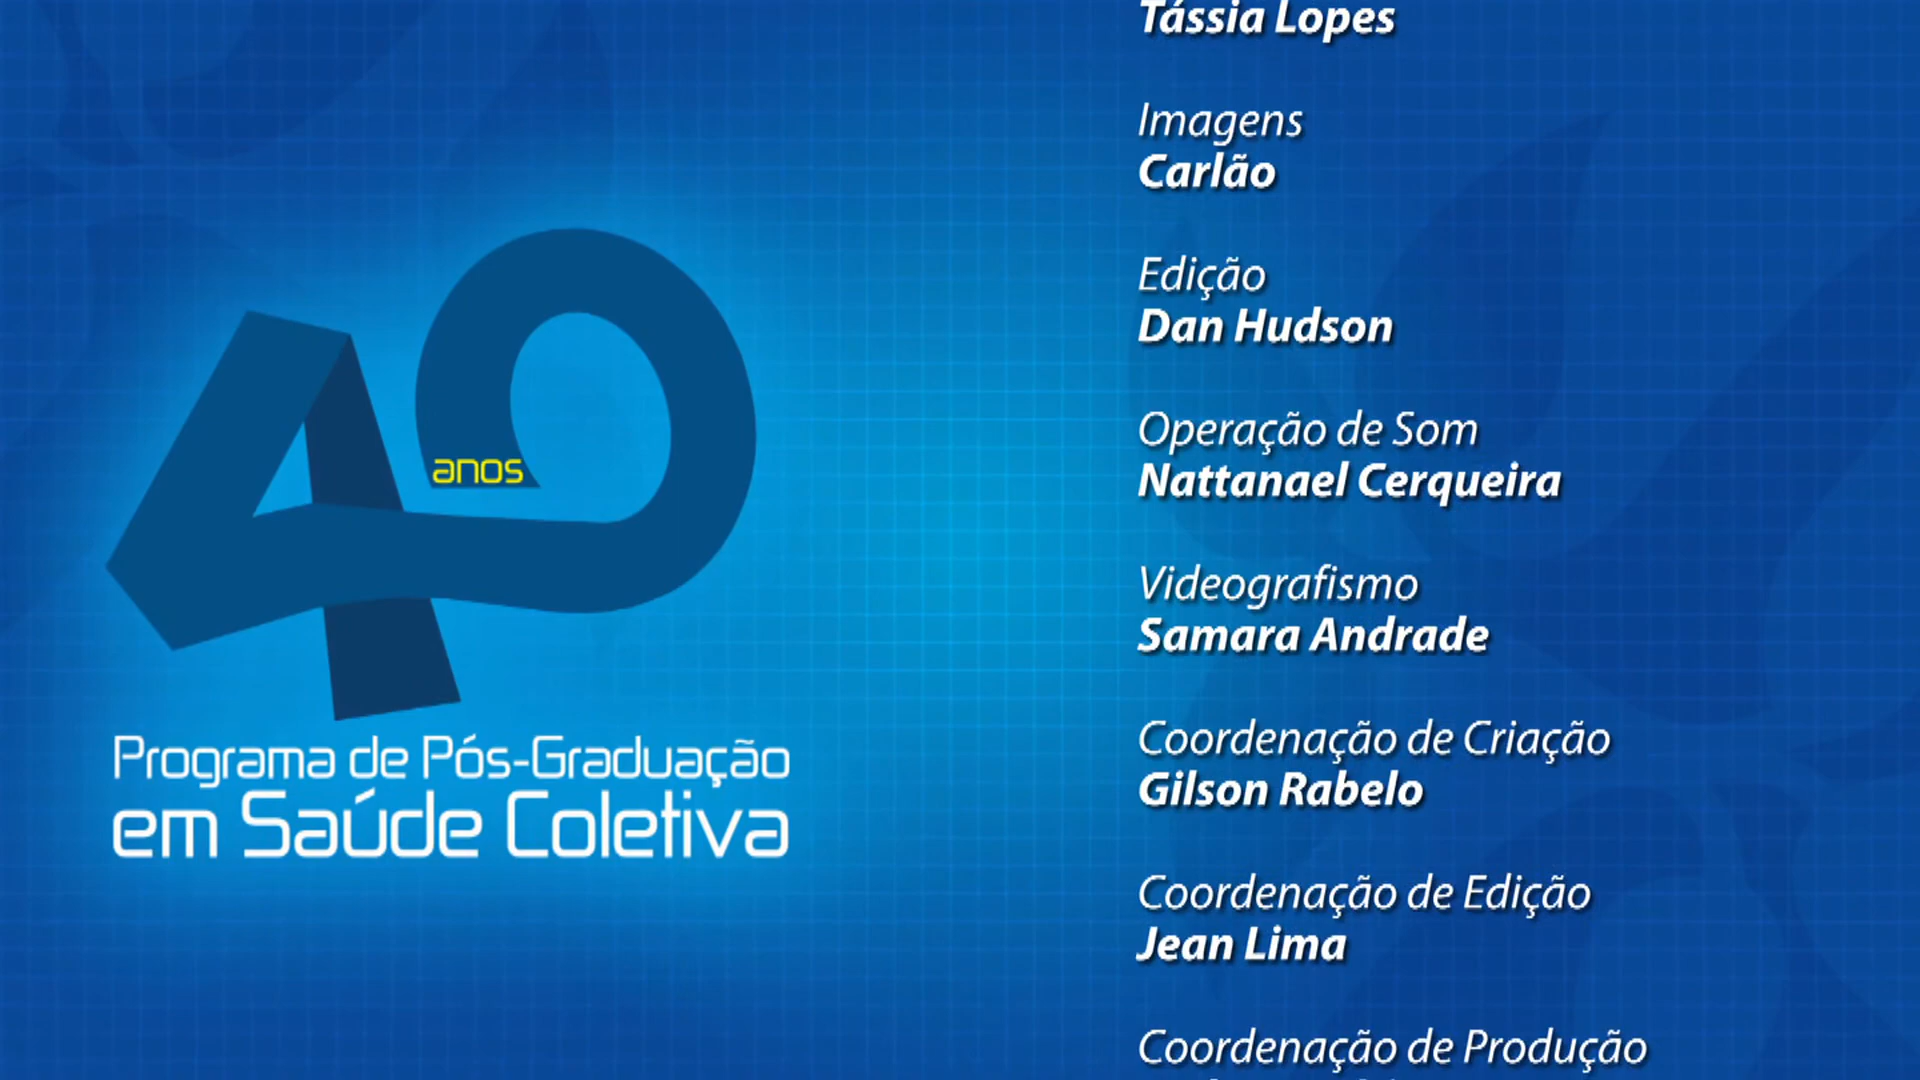 anos
Programa de Pós-Graduação
em Saúde Coletiva
Tássia Lopes
Imagens
Carlão
Edição
Dan Hudson
Operação de Som
Nattanael Cerqueira
Videografismo
Samara Andrade
Coordenação de Criação
Gilson Rabelo
Coordenação de Edição
Jean Lima
Coordenação de Produção